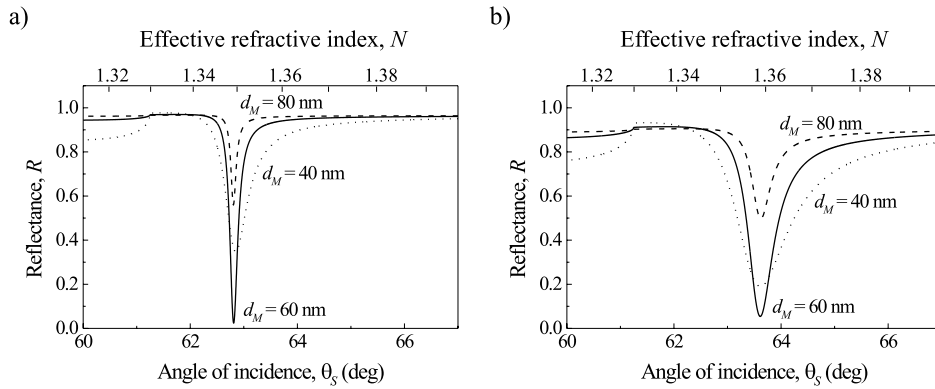 a)
Effective refractive index, N
1.32 1.34 1.36 1.38
1.0
0.8
0.6
0.4
0.2
0.0
Reflectance, R
d_M = 80 nm
d_M = 40 nm
d_M = 60 nm
60 62 64 66
Angle of incidence, θ_S (deg)
b)
Effective refractive index, N
1.32 1.34 1.36 1.38
1.0
0.8
0.6
0.4
0.2
0.0
Reflectance, R
d_M = 80 nm
d_M = 40 nm
d_M = 60 nm
60 62 64 66
Angle of incidence, θ_S (deg)